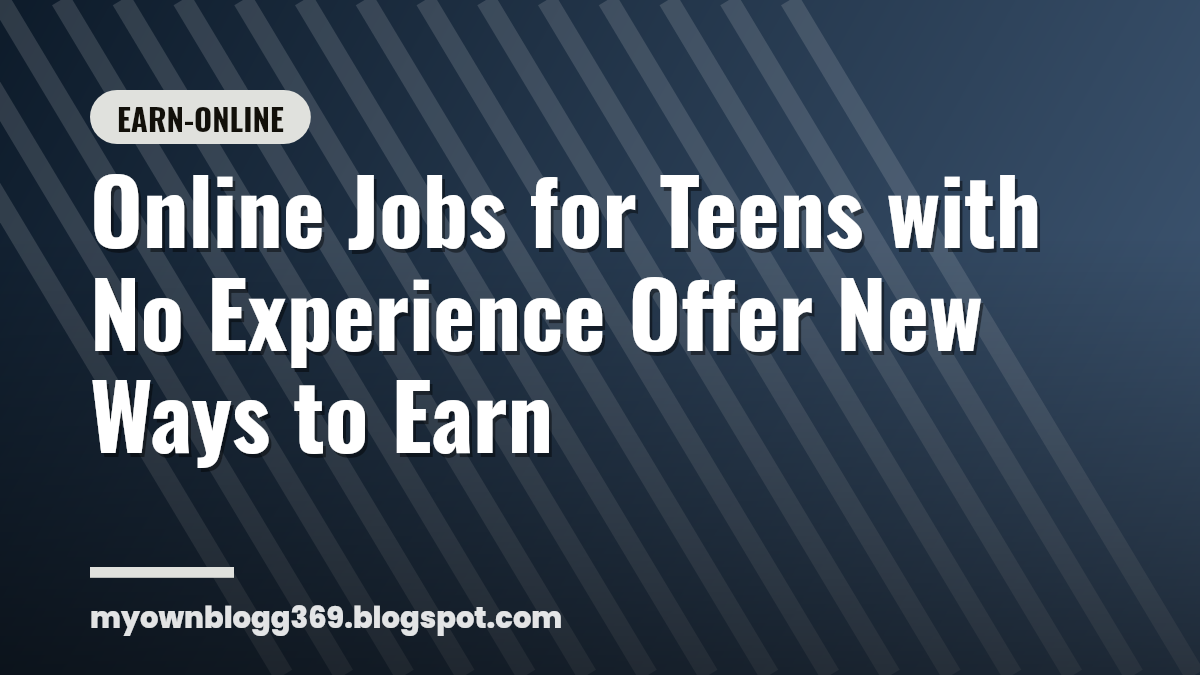 EARN-ONLINE
Online Jobs for Teens with
No Experience Offer New
Ways to Earn
myownblogg369.blogspot.com